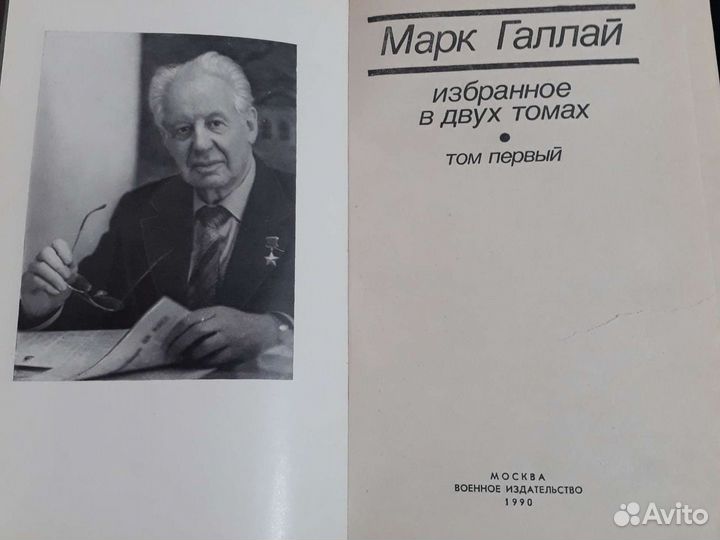 Марк Галлай
избранное
в двух томах
том первый
МОСКВА
ВОЕННОЕ ИЗДАТЕЛЬСТВО
1990
Avito